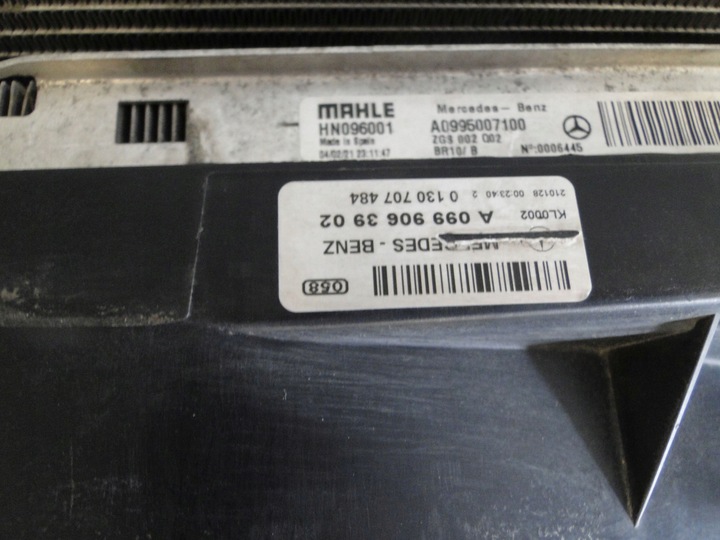 MAHLE
HN096001
Made in Spain
04/02/21 23:11:47
Mercedes-Benz
A0995007100
ZGS 002 Q02
BR10/ B Nº:0006445
058
MERCEDES - BENZ
A 099 906 39 02
KL0D02 0 130 707 484
210128 00:23:40 2